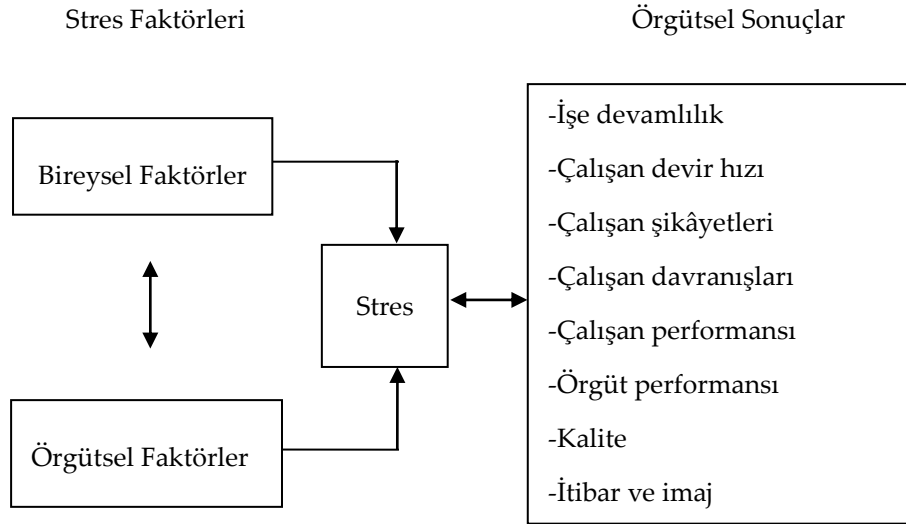 Stres Faktörleri
Örgütsel Sonuçlar
Bireysel Faktörler
Örgütsel Faktörler
Stres
-İşe devamlılık
-Çalışan devir hızı
-Çalışan şikâyetleri
-Çalışan davranışları
-Çalışan performansı
-Örgüt performansı
-Kalite
-İtibar ve imaj